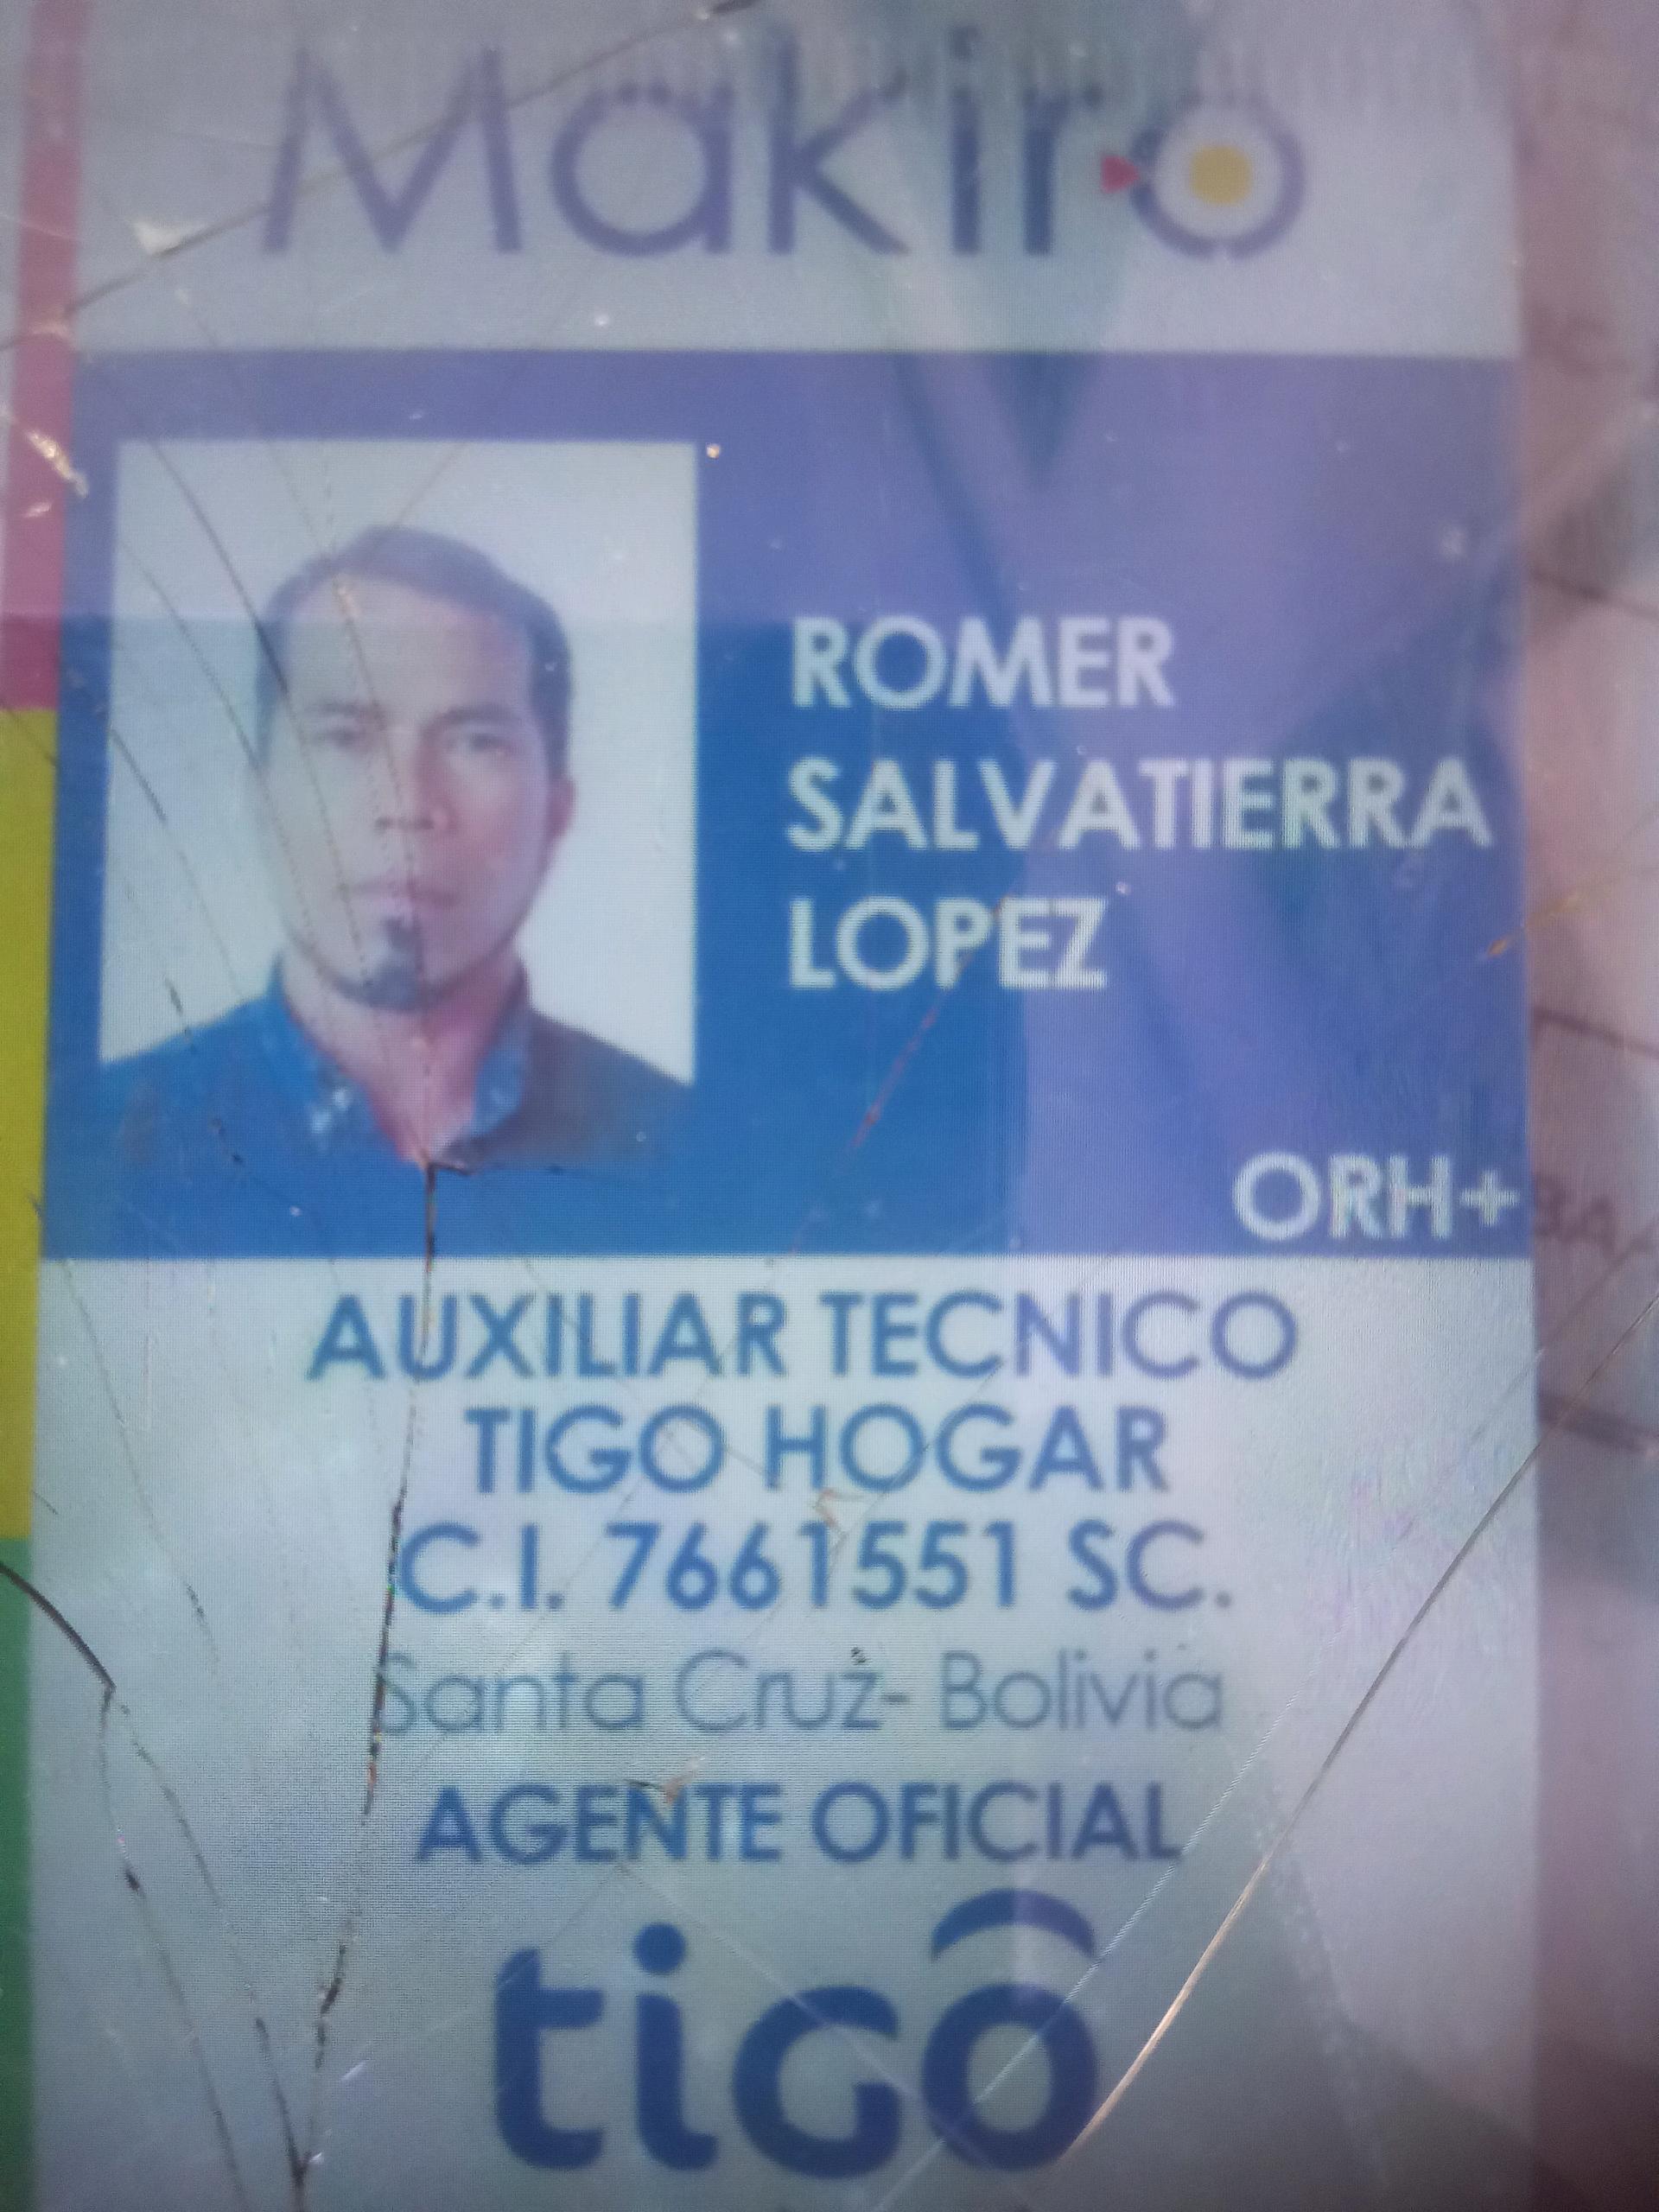 Makiro
ROMER
SALVATIERRA
LOPEZ
ORH+
AUXILIAR TECNICO
TIGO HOGAR
C.I. 7661551 SC.
Santa Cruz- Bolivia
AGENTE OFICIAL
tigo